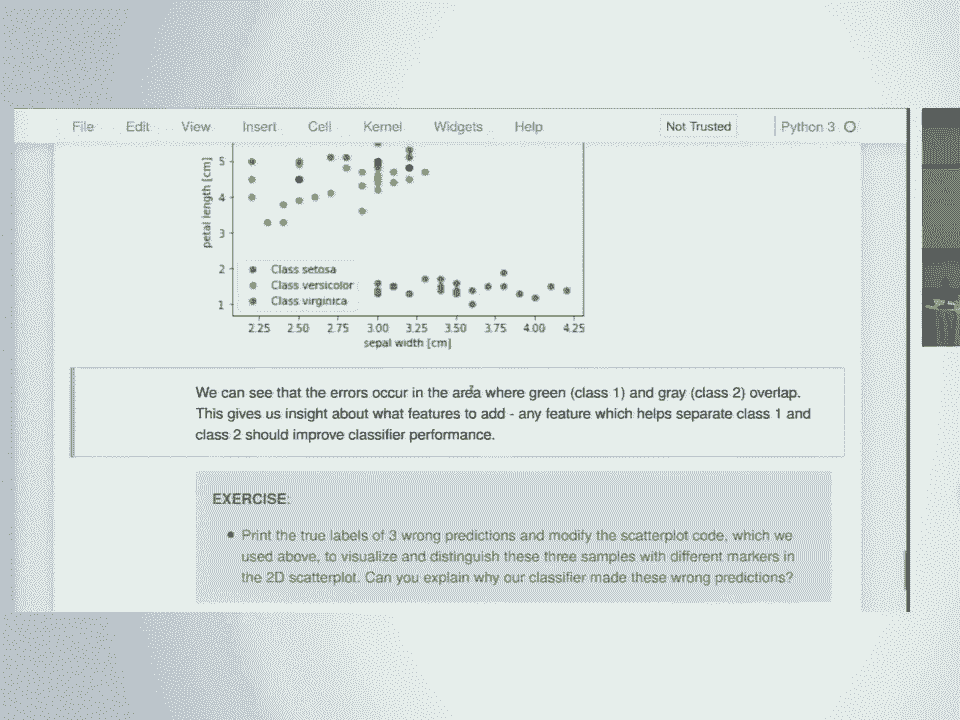 File Edit View Insert Cell Kernel Widgets Help Not Trusted Python 3
5
4
3
2
1
petal length [cm]
Class setosa
Class versicolor
Class virginica
2.25 2.50 2.75 3.00 3.25 3.50 3.75 4.00 4.25
sepal width [cm]
We can see that the errors occur in the area where green (class 1) and gray (class 2) overlap.
This gives us insight about what features to add - any feature which helps separate class 1 and
class 2 should improve classifier performance.
EXERCISE:
Print the true labels of 3 wrong predictions and modify the scatterplot code, which we
used above, to visualize and distinguish these three samples with different markers in
the 2D scatterplot. Can you explain why our classifier made these wrong predictions?